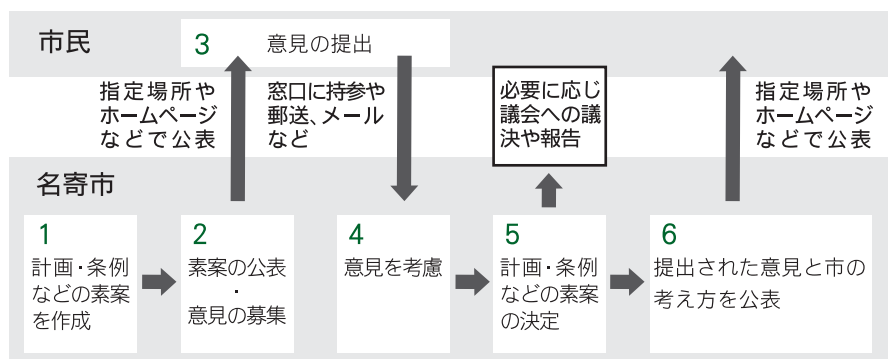 市民
3
意見の提出
指定場所や
ホームページ
などで公表
窓口に持参や
郵送、メール
など
必要に応じ
議会への議
決や報告
指定場所や
ホームページ
などで公表
名寄市
1
計画・条例
などの素案
を作成
2
素案の公表
・
意見の募集
4
意見を考慮
5
計画・条例
などの素案
の決定
6
提出された意見と市の
考え方を公表